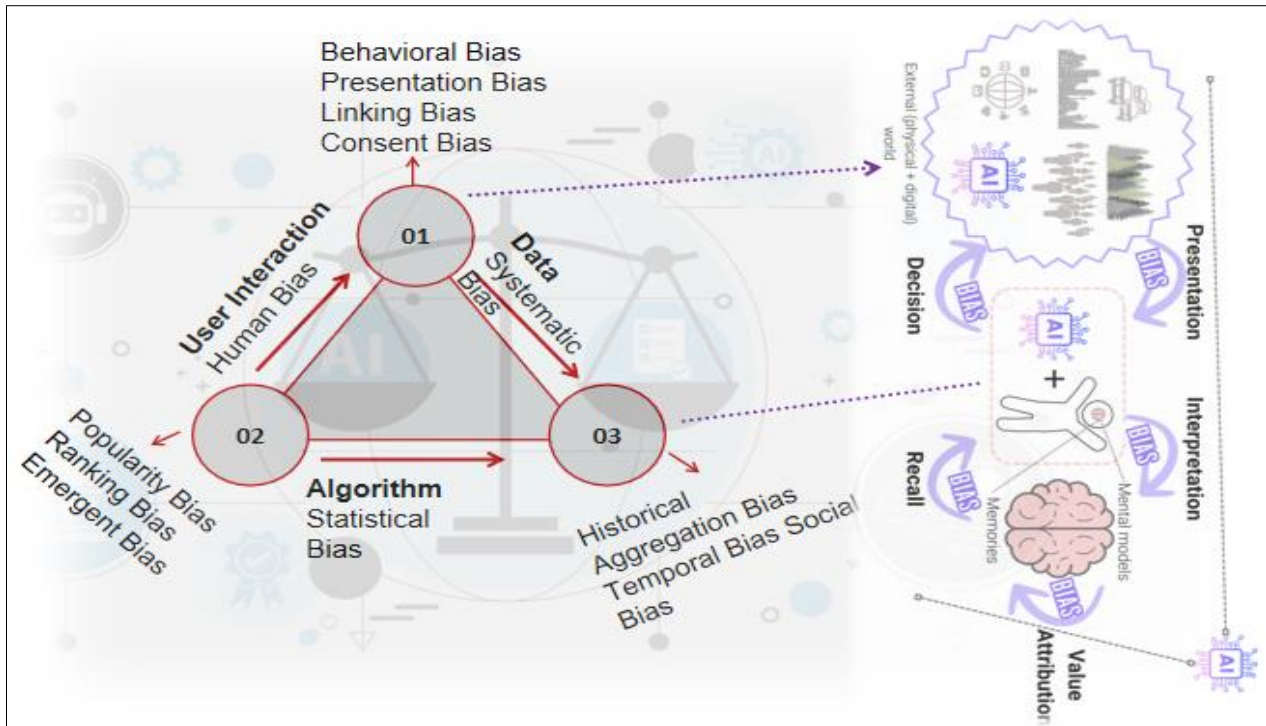 Behavioral Bias
Presentation Bias
Linking Bias
Consent Bias
01
User Interaction
Human Bias
Data
Systematic
Bias
02
03
Popularity Bias
Ranking Bias
Emergent Bias
Algorithm
Statistical
Bias
Historical
Aggregation Bias
Temporal Bias Social
Bias
AI
AI
External (physical + digital)
world
AI
Presentation
BIAS
Decision
BIAS
AI
+
Interpretation
BIAS
Recall
BIAS
Memories
Mental models
BIAS
Value
Attribution
AI